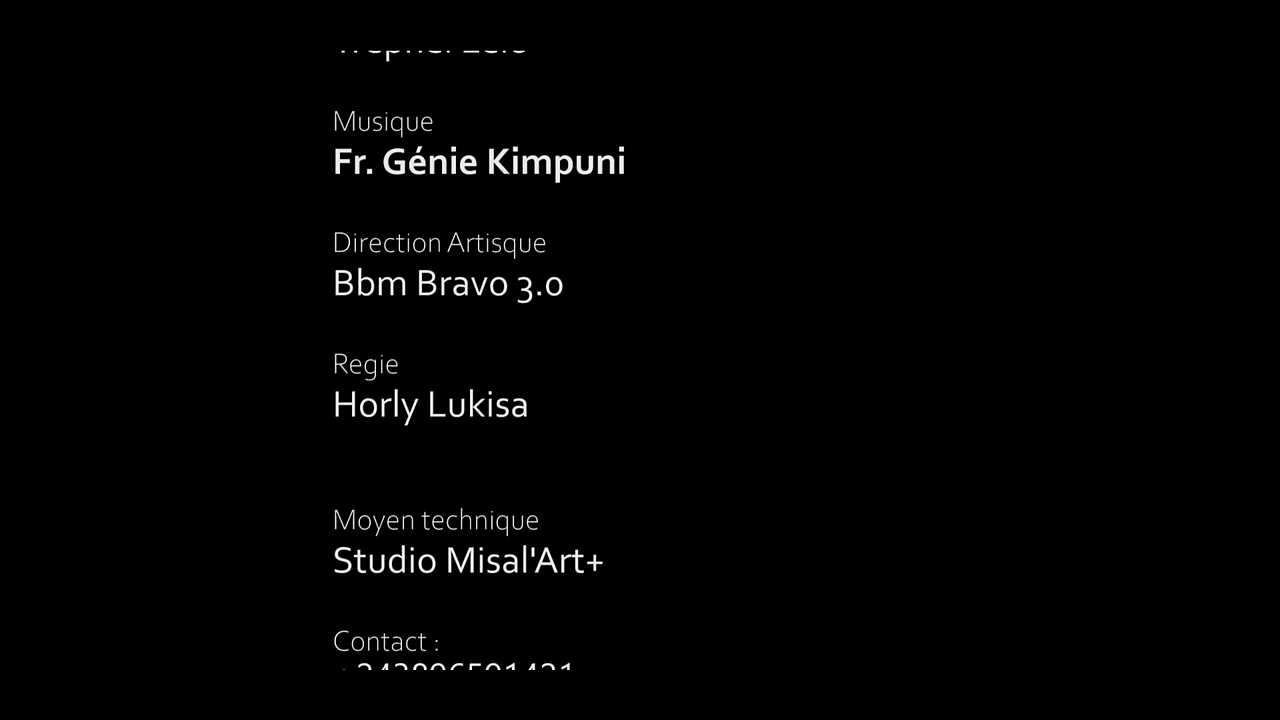 Musique
Fr. Génie Kimpuni
Direction Artisque
Bbm Bravo 3.0
Regie
Horly Lukisa
Moyen technique
Studio Misal'Art+
Contact :